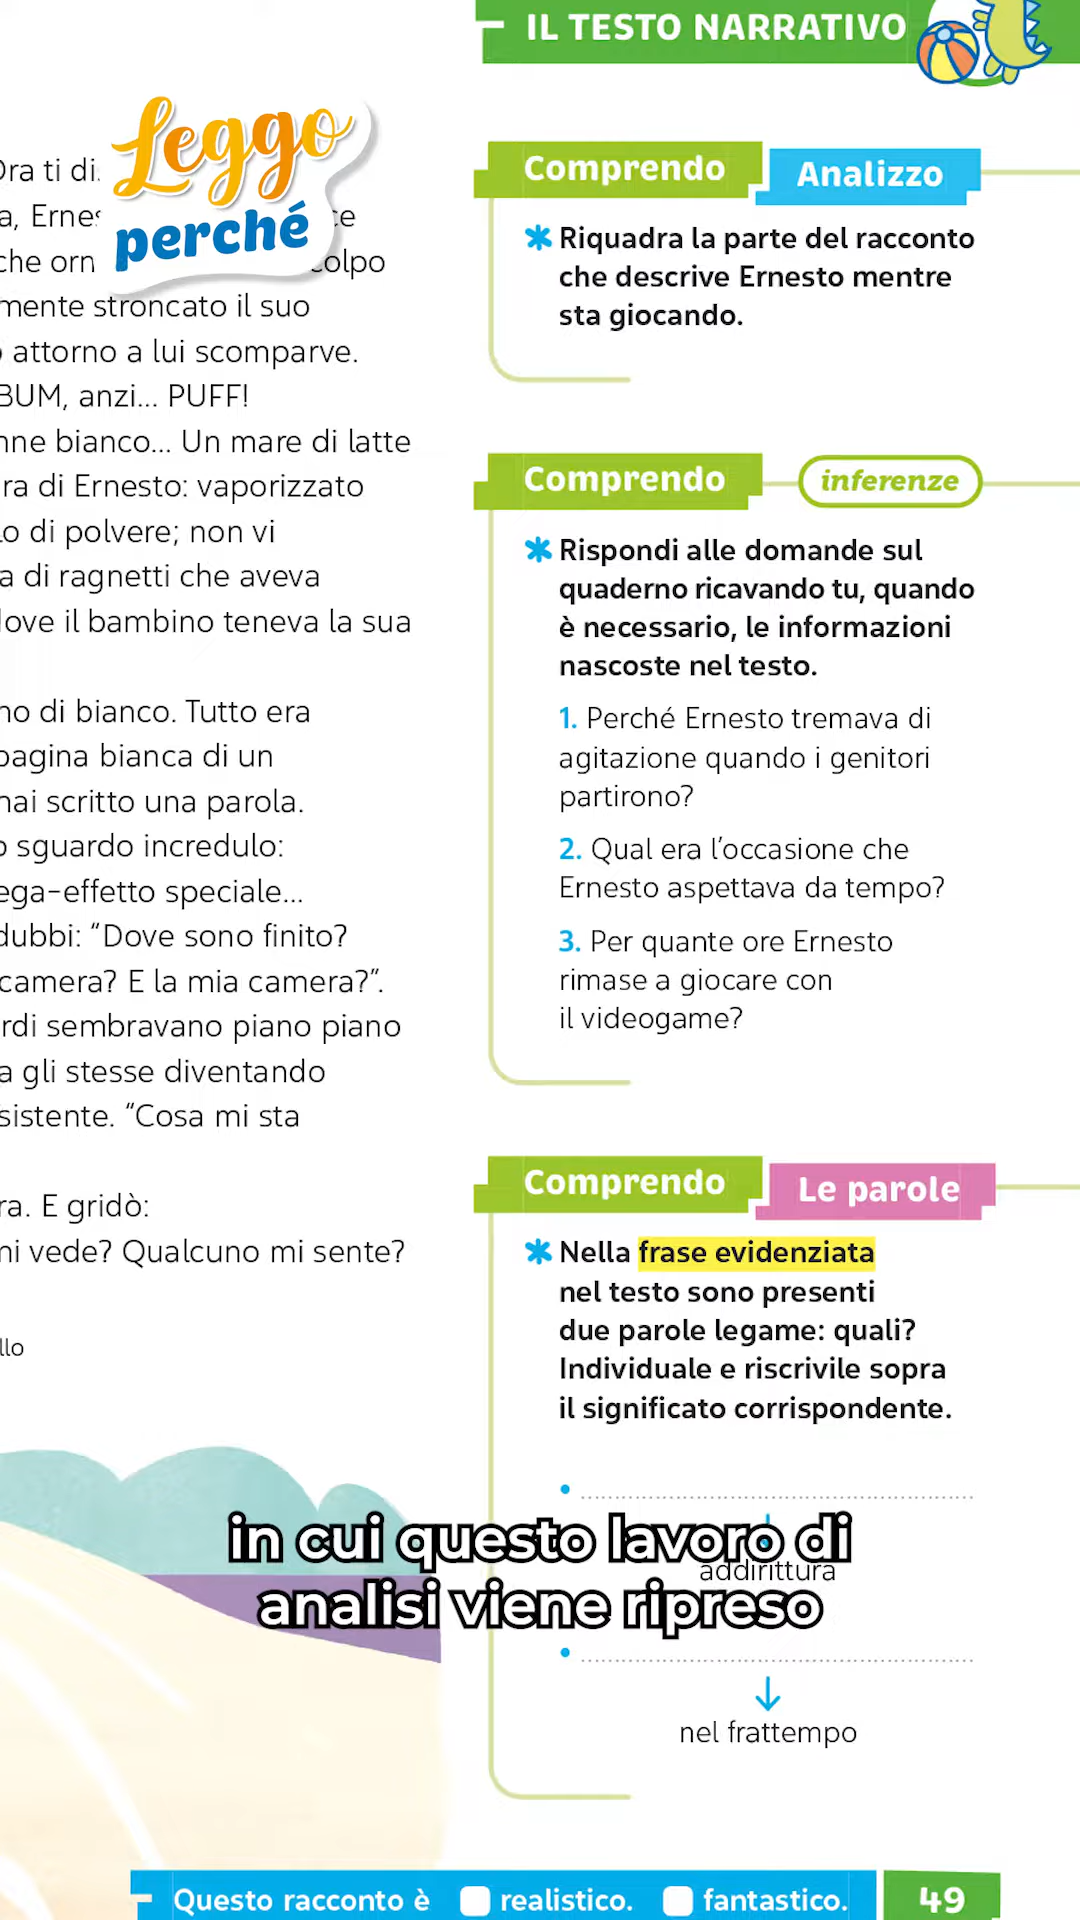 IL TESTO NARRATIVO
Leggo
perché
Ora ti di
a, Ernes ce
che orn colpo
mente stroncato il suo
attorno a lui scomparve.
BUM, anzi... PUFF!
nne bianco... Un mare di latte
ra di Ernesto: vaporizzato
lo di polvere; non vi
a di ragnetti che aveva
dove il bambino teneva la sua
no di bianco. Tutto era
pagina bianca di un
mai scritto una parola.
o sguardo incredulo:
ega-effetto speciale...
dubbi: “Dove sono finito?
camera? E la mia camera?”.
rdi sembravano piano piano
a gli stesse diventando
sistente. “Cosa mi sta
ra. E gridò:
mi vede? Qualcuno mi sente?
llo
Comprendo Analizzo
* Riquadra la parte del racconto
che descrive Ernesto mentre
sta giocando.
Comprendo inferenze
* Rispondi alle domande sul
quaderno ricavando tu, quando
è necessario, le informazioni
nascoste nel testo.
1. Perché Ernesto tremava di
agitazione quando i genitori
partirono?
2. Qual era l’occasione che
Ernesto aspettava da tempo?
3. Per quante ore Ernesto
rimase a giocare con
il videogame?
Comprendo Le parole
* Nella frase evidenziata
nel testo sono presenti
due parole legame: quali?
Individuale e riscrivile sopra
il significato corrispondente.
•
addirittura
•
nel frattempo
in cui questo lavoro di
analisi viene ripreso
Questo racconto è realistico. fantastico.
49